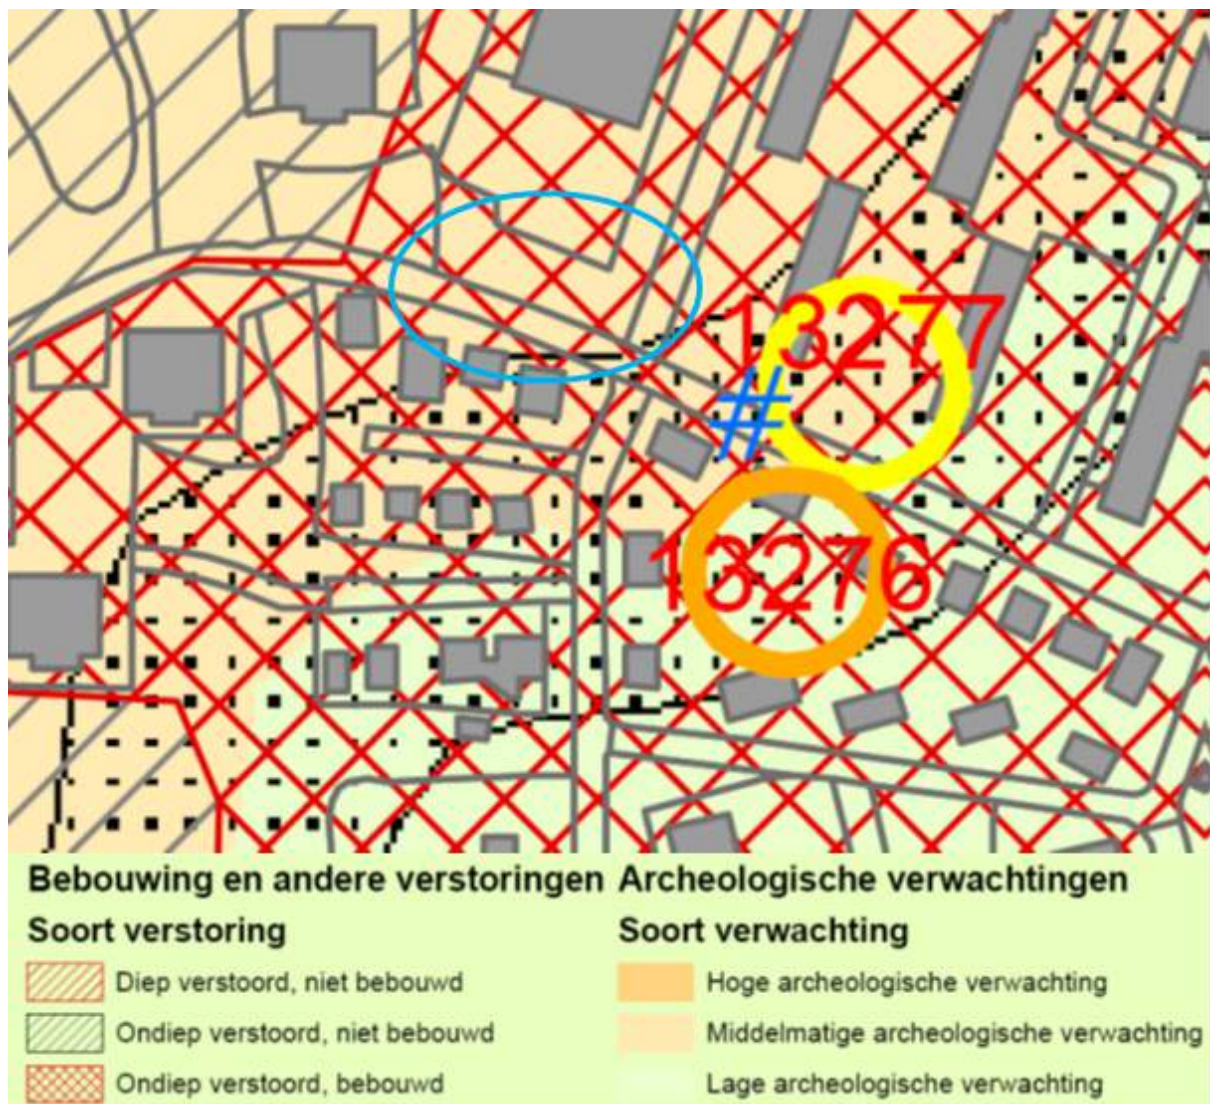 13277
#
13276
Bebouwing en andere verstoringen
Soort verstoring
Diep verstoord, niet bebouwd
Ondiep verstoord, niet bebouwd
Ondiep verstoord, bebouwd
Archeologische verwachtingen
Soort verwachting
Hoge archeologische verwachting
Middelmatige archeologische verwachting
Lage archeologische verwachting